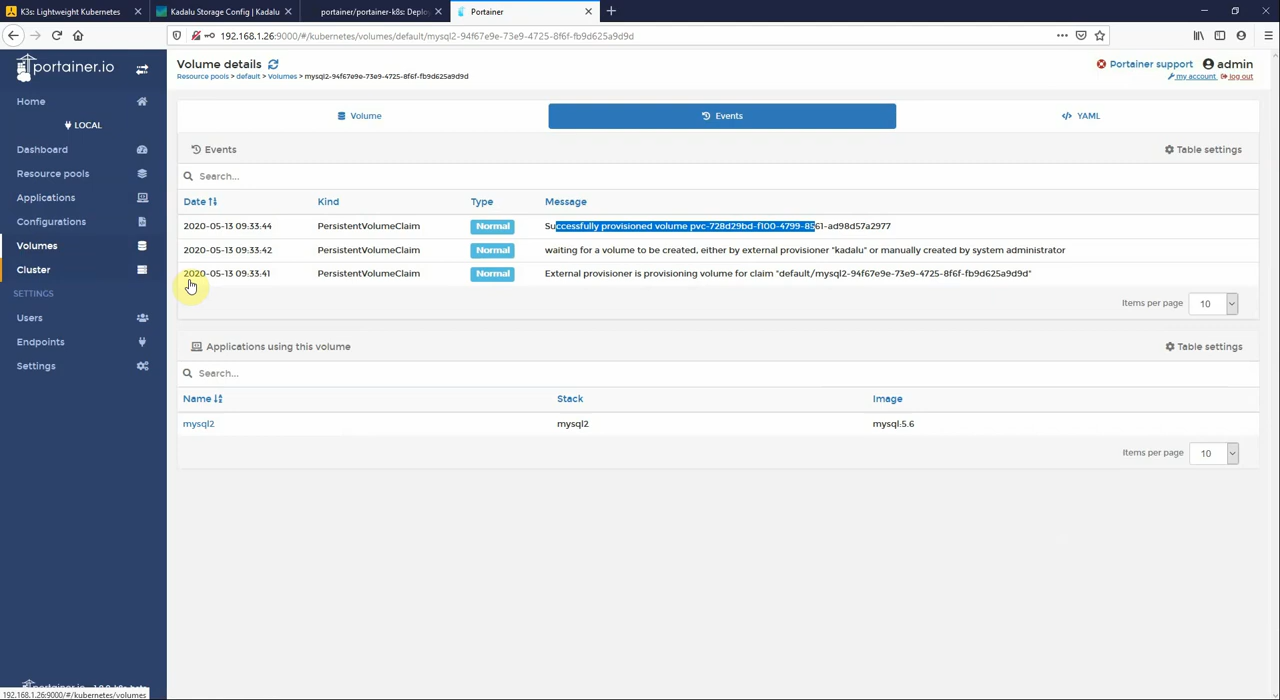 K3s: Lightweight Kubernetes
Kadalu Storage Config | Kadalu
portainer/portainer-k8s: Deplo
Portainer
192.168.1.26:9000/#/kubernetes/volumes/default/mysql2-94f67e9e-73e9-4725-8f6f-fb9d625a9d9d
portainer.io
Volume details
Portainer support admin
Resource pools > default > Volumes > mysql2-94f67e9e-73e9-4725-8f6f-fb9d625a9d9d
my account log out
Home
LOCAL
Dashboard
Resource pools
Applications
Configurations
Volumes
Cluster
SETTINGS
Users
Endpoints
Settings
Volume Events YAML
Events Table settings
Search...
Date Kind Type Message
2020-05-13 09:33:44 PersistentVolumeClaim Normal Successfully provisioned volume pvc-728d29bd-f100-4799-8561-ad98d57a2977
2020-05-13 09:33:42 PersistentVolumeClaim Normal waiting for a volume to be created, either by external provisioner "kadalu" or manually created by system administrator
2020-05-13 09:33:41 PersistentVolumeClaim Normal External provisioner is provisioning volume for claim "default/mysql2-94f67e9e-73e9-4725-8f6f-fb9d625a9d9d"
Items per page 10
Applications using this volume Table settings
Search...
Name Stack Image
mysql2 mysql2 mysql:5.6
Items per page 10
192.168.1.26:9000/#/kubernetes/volumes